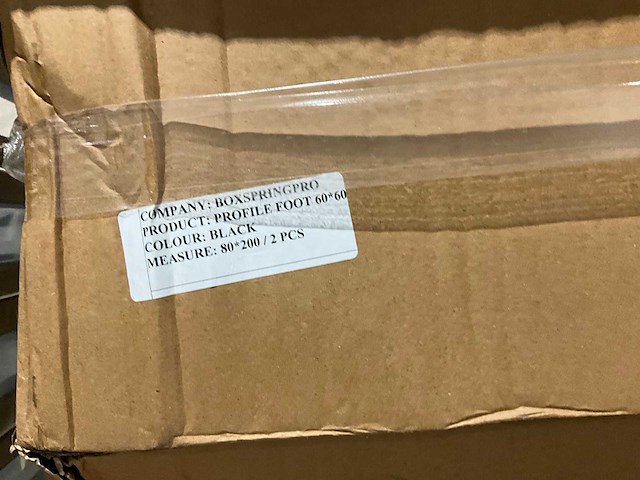 COMPANY: BOXSPRINGPRO
PRODUCT: PROFILE FOOT 60*60
COLOUR: BLACK
MEASURE: 80*200 / 2 PCS